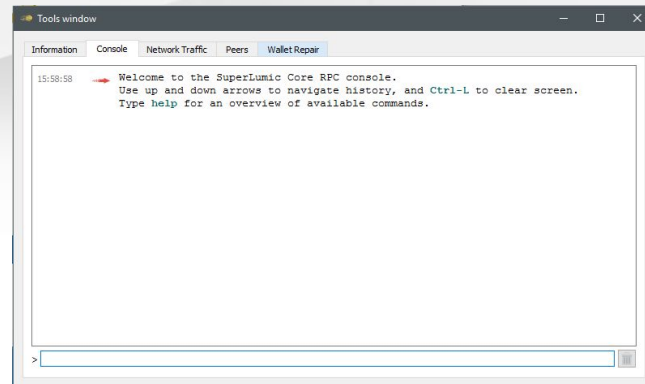 Tools window
Information Console Network Traffic Peers Wallet Repair
15:58:58 Welcome to the SuperLumic Core RPC console.
Use up and down arrows to navigate history, and Ctrl-L to clear screen.
Type help for an overview of available commands.
>